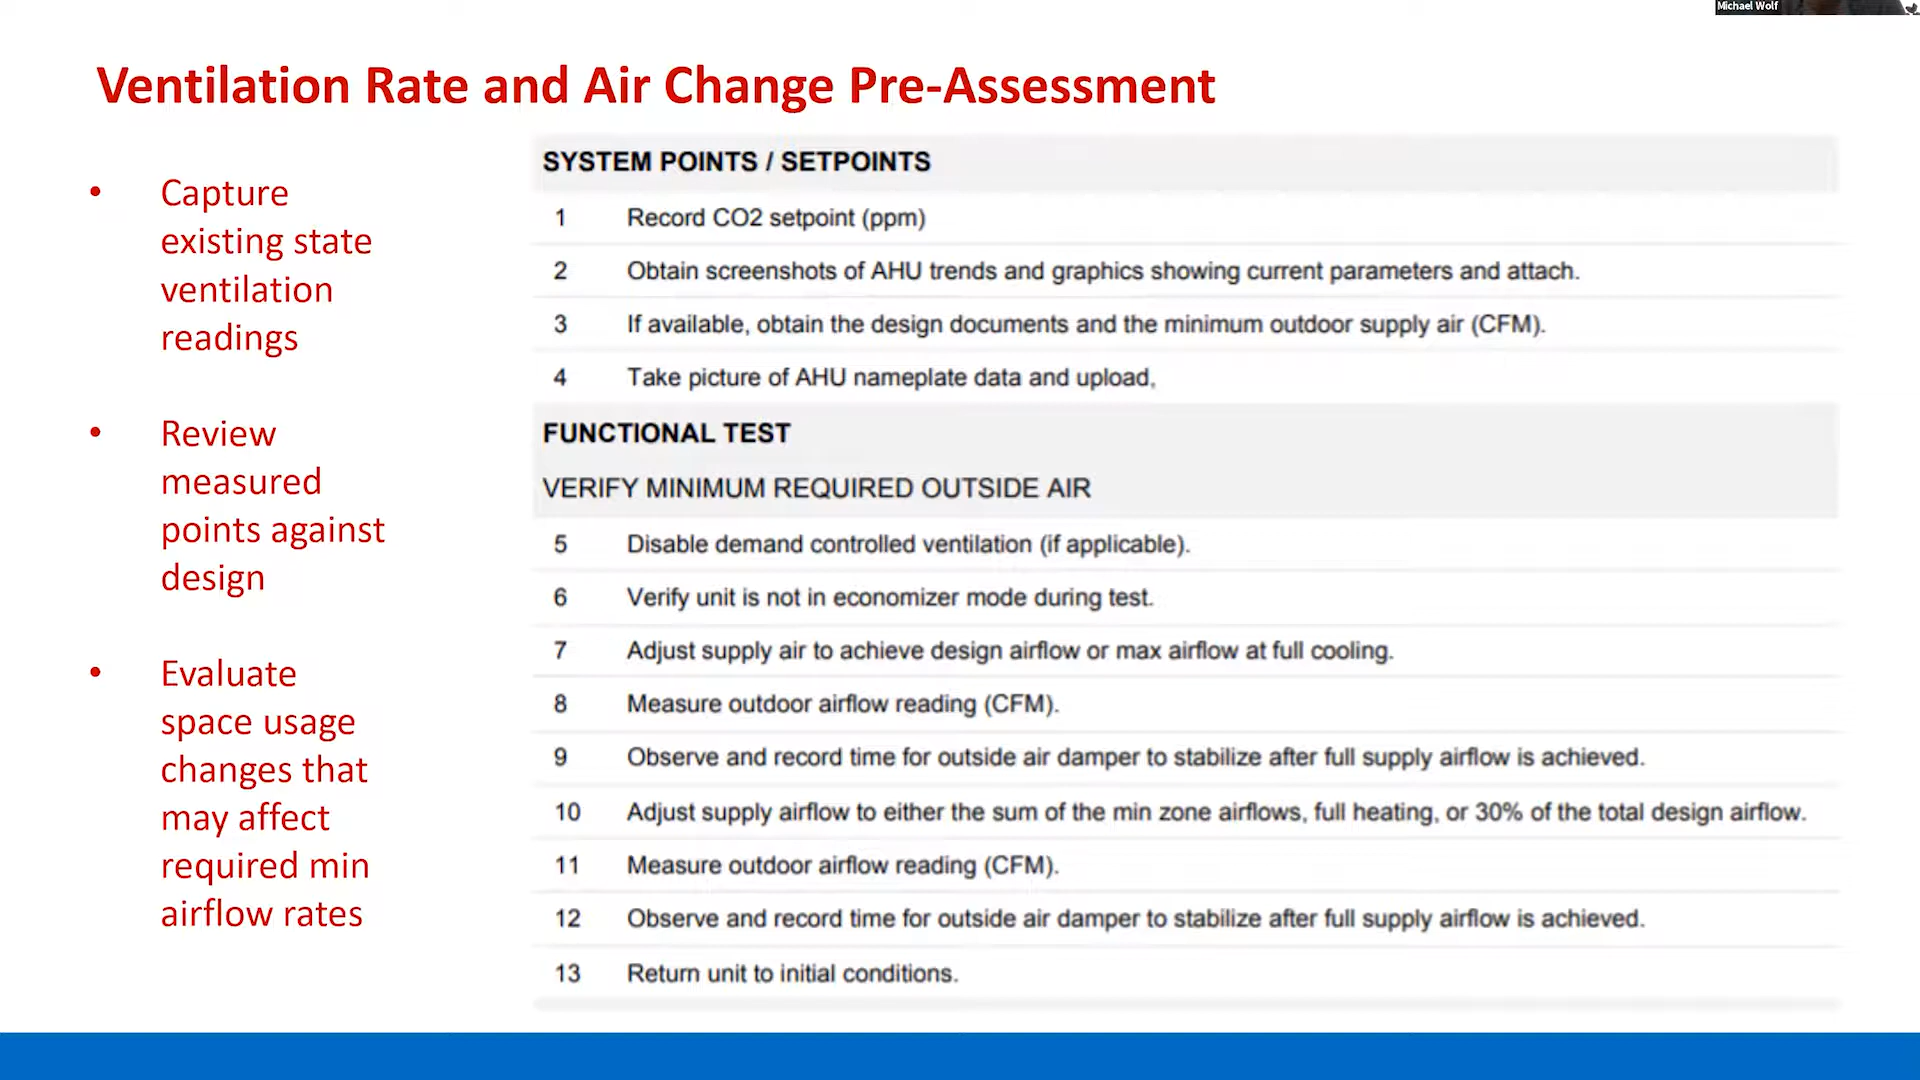 Michael Wolf
Ventilation Rate and Air Change Pre-Assessment
• Capture
existing state
ventilation
readings
• Review
measured
points against
design
• Evaluate
space usage
changes that
may affect
required min
airflow rates
SYSTEM POINTS / SETPOINTS
1 Record CO2 setpoint (ppm)
2 Obtain screenshots of AHU trends and graphics showing current parameters and attach.
3 If available, obtain the design documents and the minimum outdoor supply air (CFM).
4 Take picture of AHU nameplate data and upload,
FUNCTIONAL TEST
VERIFY MINIMUM REQUIRED OUTSIDE AIR
5 Disable demand controlled ventilation (if applicable).
6 Verify unit is not in economizer mode during test.
7 Adjust supply air to achieve design airflow or max airflow at full cooling.
8 Measure outdoor airflow reading (CFM).
9 Observe and record time for outside air damper to stabilize after full supply airflow is achieved.
10 Adjust supply airflow to either the sum of the min zone airflows, full heating, or 30% of the total design airflow.
11 Measure outdoor airflow reading (CFM).
12 Observe and record time for outside air damper to stabilize after full supply airflow is achieved.
13 Return unit to initial conditions.